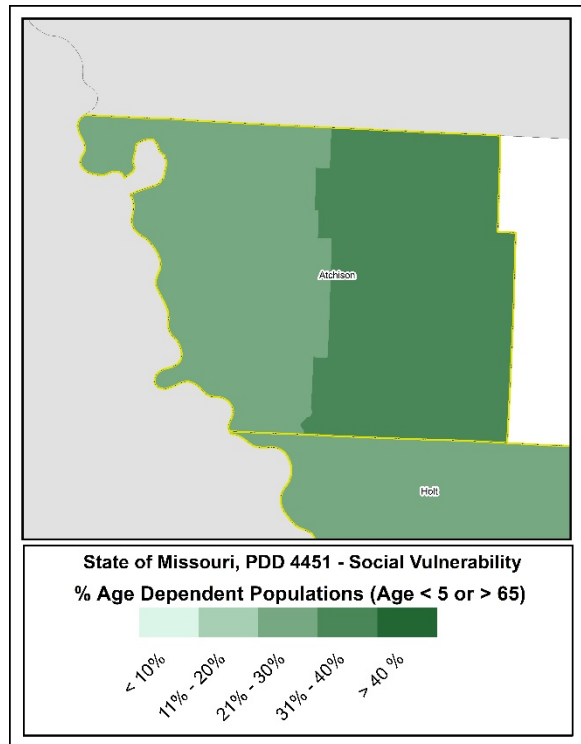 Atchison
Holt
State of Missouri, PDD 4451 - Social Vulnerability
% Age Dependent Populations (Age < 5 or > 65)
< 10%
11% - 20%
21% - 30%
31% - 40%
> 40 %